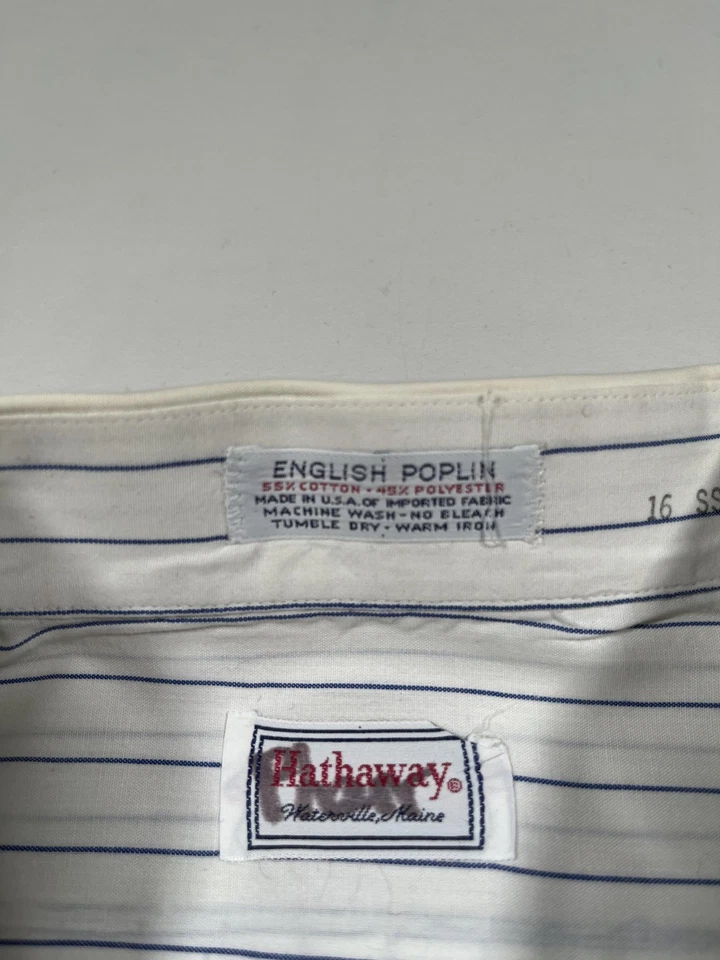 ENGLISH POPLIN
55% COTTON · 45% POLYESTER
MADE IN U.S.A. OF IMPORTED FABRIC
MACHINE WASH - NO BLEACH
TUMBLE DRY - WARM IRON
16 SS
Hathaway®
Waterville, Maine